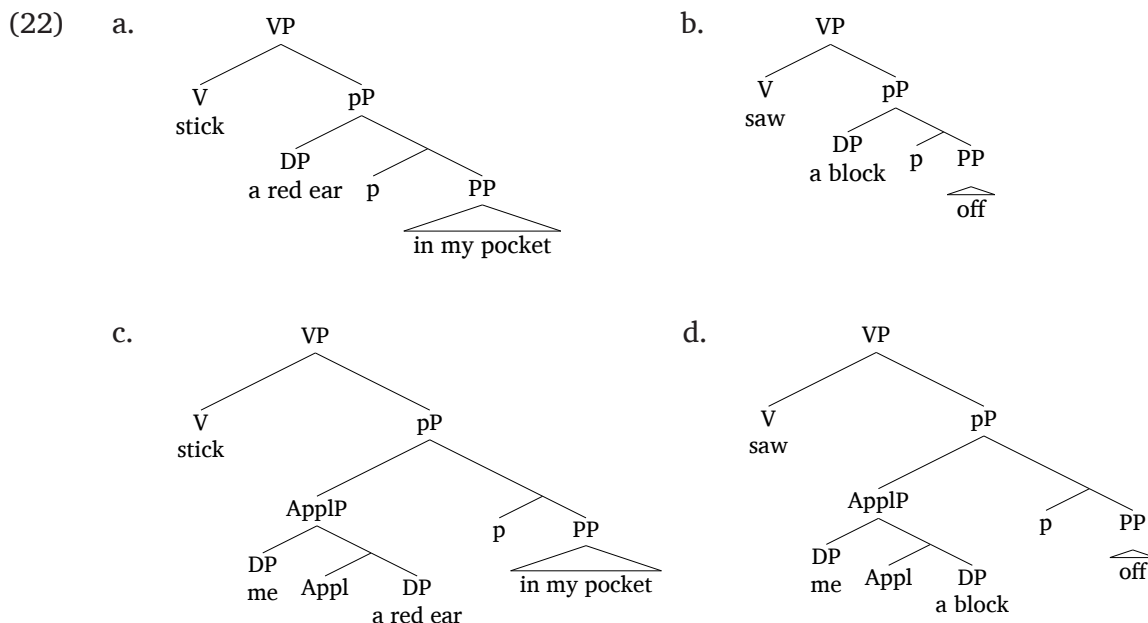 (22) a. VP b. VP
V pP V pP
stick saw
DP DP p PP
a red ear p PP a block
off
in my pocket
c. VP d. VP
V pP V pP
stick saw
ApplP p PP ApplP p PP
DP in my pocket DP off
me Appl DP me Appl DP
a red ear a block